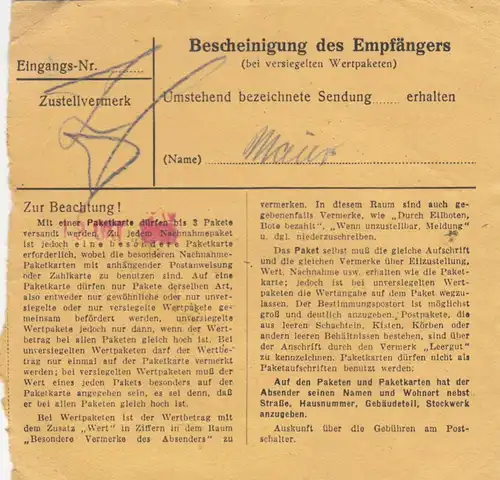 Bescheinigung des Empfängers
(bei versiegelten Wertpaketen)
Eingangs-Nr. ........
Zustellvermerk
Umstehend bezeichnete Sendung ...... erhalten
(Name) Maier
Zur Beachtung!
Mit einer Paketkarte dürfen bis 3 Pakete
versandt werden. Zu jedem Nachnahmepaket
ist jedoch eine besondere Paketkarte
erforderlich, wobei die besonderen Nachnahme-
Paketkarten mit anhängender Postanweisung
oder Zahlkarte zu benutzen sind. Auf eine
Paketkarte dürfen nur Pakete derselben Art,
also entweder nur gewöhnliche oder nur unver-
siegelte oder nur versiegelte Wertpakete ge-
meinsam befördert werden, unversiegelte
Wertpakete jedoch nur dann, wenn der Wert-
betrag bei allen Paketen gleich hoch ist. Bei
unversiegelten Wertpaketen darf der Wertbe-
trag nur einmal auf der Paketkarte vermerkt
werden; bei versiegelten Wertpaketen muß der
Wert eines jeden Pakets besonders auf der
Paketkarte angegeben sein, es sei denn, daß
er bei allen Paketen gleich hoch ist.
Bei Wertpaketen ist der Wertbetrag mit
dem Zusatz „Wert" in Ziffern in dem Raum
„Besondere Vermerke des Absenders" zu
vermerken. In diesem Raum sind auch ge-
gebenenfalls Vermerke, wie „Durch Eilboten,
Bote bezahlt", „Wenn unzustellbar, Meldung"
u. dgl. niederzuschreiben.
Das Paket selbst muß die gleiche Aufschrift
und die gleichen Vermerke über Eilzustellung,
Wert, Nachnahme usw. erhalten wie die Paket-
karte; jedoch ist bei unversiegelten Wert-
paketen die Wertangabe auf dem Paket wegzu-
lassen. Der Bestimmungsort ist möglichst
groß und deutlich anzugeben. Postpakete, die
aus leeren Schachteln, Kisten, Körben oder
andern leeren Behältnissen bestehen, sind über
der Anschrift durch den Vermerk „Leergut"
zu kennzeichnen. Paketkarten dürfen nicht als
Paketaufschriften benutzt werden.
Auf den Paketen und Paketkarten hat der
Absender seinen Namen und Wohnort nebst
Straße, Hausnummer, Gebäudeteil, Stockwerk
anzugeben.
Auskunft über die Gebühren am Post-
schalter.